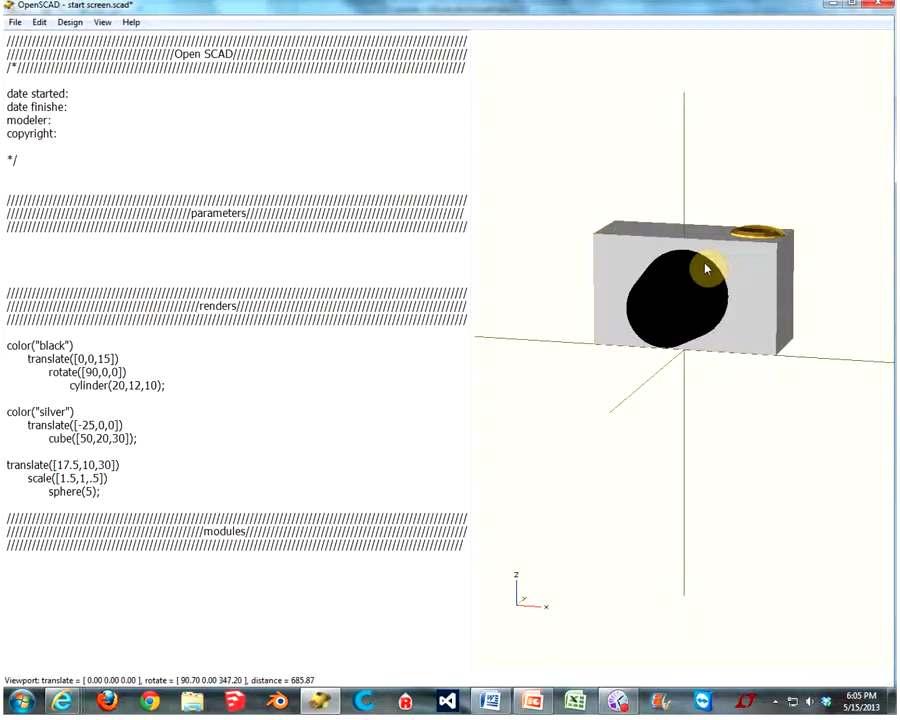 OpenSCAD - start screen.scad*
File Edit Design View Help
////////////////////////////////////////////////////////////////////////////////////////////////////////////////
//////////////////////////////////////////Open SCAD//////////////////////////////////////////////////////////
/*//////////////////////////////////////////////////////////////////////////////////////////////////////////////
date started:
date finishe:
modeler:
copyright:
*/
////////////////////////////////////////////////////////////////////////////////////////////////////////////////
//////////////////////////////////////////////parameters/////////////////////////////////////////////////////
////////////////////////////////////////////////////////////////////////////////////////////////////////////////
////////////////////////////////////////////////////////////////////////////////////////////////////////////////
////////////////////////////////////////////////renders////////////////////////////////////////////////////////
////////////////////////////////////////////////////////////////////////////////////////////////////////////////
color("black")
translate([0,0,15])
rotate([90,0,0])
cylinder(20,12,10);
color("silver")
translate([-25,0,0])
cube([50,20,30]);
translate([17.5,10,30])
scale([1.5,1,.5])
sphere(5);
////////////////////////////////////////////////////////////////////////////////////////////////////////////////
/////////////////////////////////////////////////modules//////////////////////////////////////////////////////
///////////////////////////////////////////////////////////////////////////////////////////////////////////////
z
y
x
Viewport: translate = [ 0.00 0.00 0.00 ], rotate = [ 90.70 0.00 347.20 ], distance = 685.87
6:05 PM
5/15/2013